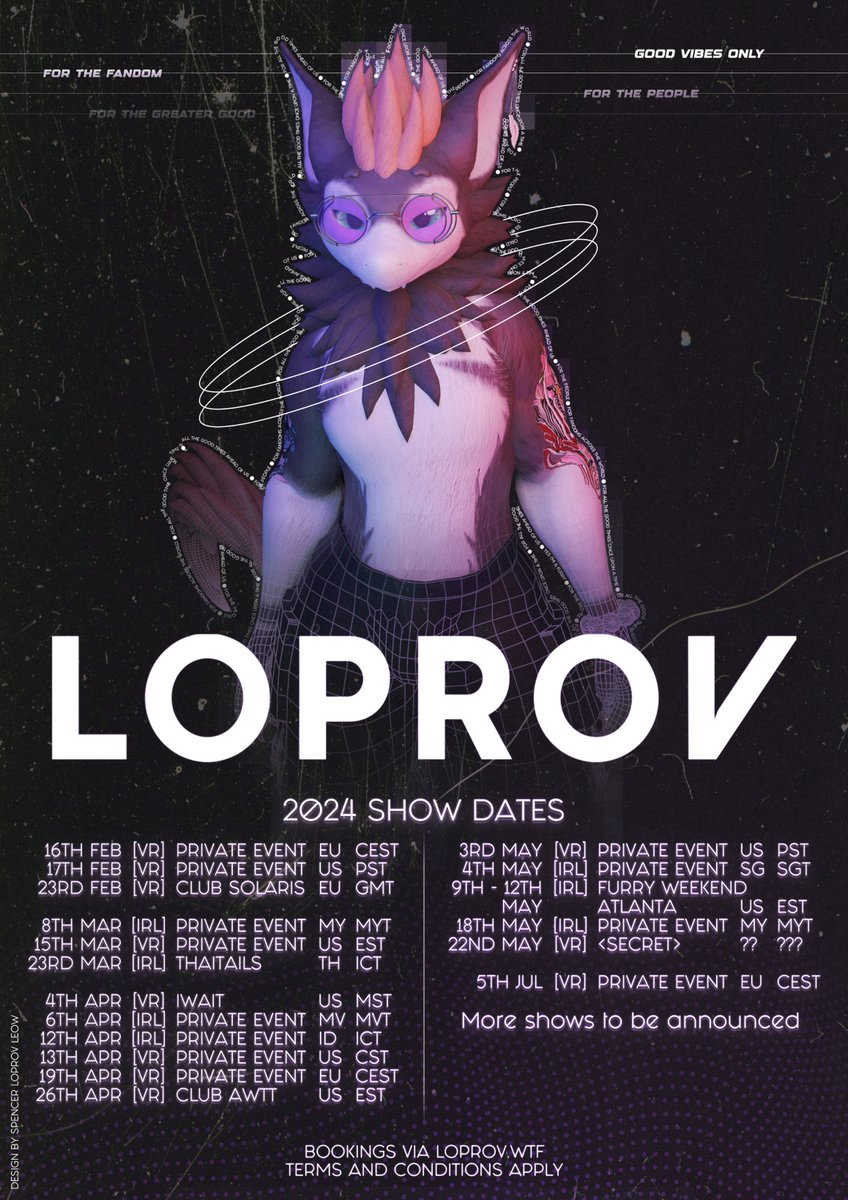 GOOD VIBES ONLY
FOR THE FANDOM
FOR THE PEOPLE
FOR THE GREATER GOOD
LOPROV
2024 SHOW DATES
16TH FEB [VR] PRIVATE EVENT EU CEST
17TH FEB [VR] PRIVATE EVENT US PST
23RD FEB [VR] CLUB SOLARIS EU GMT
8TH MAR [IRL] PRIVATE EVENT MY MYT
15TH MAR [VR] PRIVATE EVENT US EST
23RD MAR [IRL] THAITAILS TH ICT
4TH APR [VR] IWAIT US MST
6TH APR [IRL] PRIVATE EVENT MV MVT
12TH APR [IRL] PRIVATE EVENT ID ICT
13TH APR [VR] PRIVATE EVENT US CST
19TH APR [VR] PRIVATE EVENT EU CEST
26TH APR [VR] CLUB AWTT US EST
3RD MAY [VR] PRIVATE EVENT US PST
4TH MAY [IRL] PRIVATE EVENT SG SGT
9TH - 12TH [IRL] FURRY WEEKEND
MAY ATLANTA US EST
18TH MAY [IRL] PRIVATE EVENT MY MYT
22ND MAY [VR] <SECRET> ?? ???
5TH JUL [VR] PRIVATE EVENT EU CEST
More shows to be announced
DESIGN BY SPENCER LOPROV LEOW
BOOKINGS VIA LOPROV.WTF
TERMS AND CONDITIONS APPLY